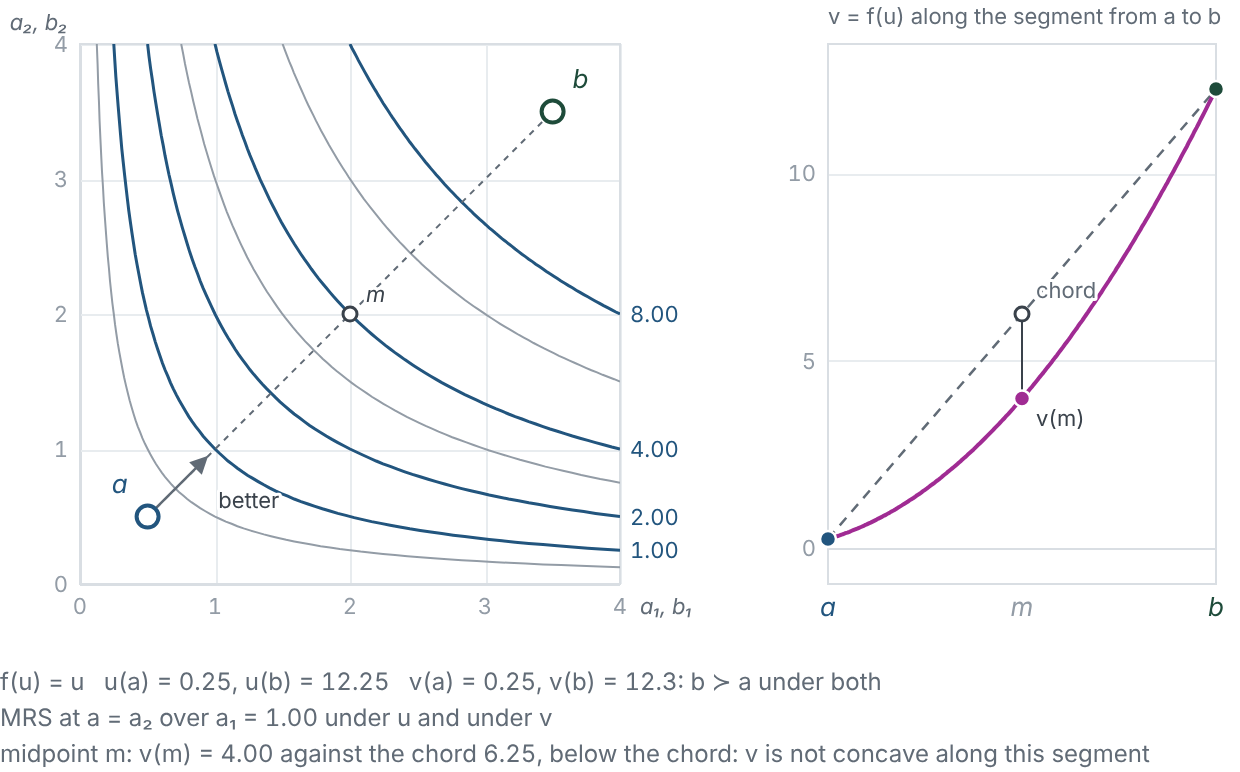 a₂, b₂
v = f(u) along the segment from a to b
4
b
3
10
m
chord
2
8.00
5
v(m)
1
4.00
a
better
2.00
1.00
0
0
0
1
2
3
4
a₁, b₁
a
m
b
f(u) = u u(a) = 0.25, u(b) = 12.25 v(a) = 0.25, v(b) = 12.3: b ≻ a under both
MRS at a = a₂ over a₁ = 1.00 under u and under v
midpoint m: v(m) = 4.00 against the chord 6.25, below the chord: v is not concave along this segment